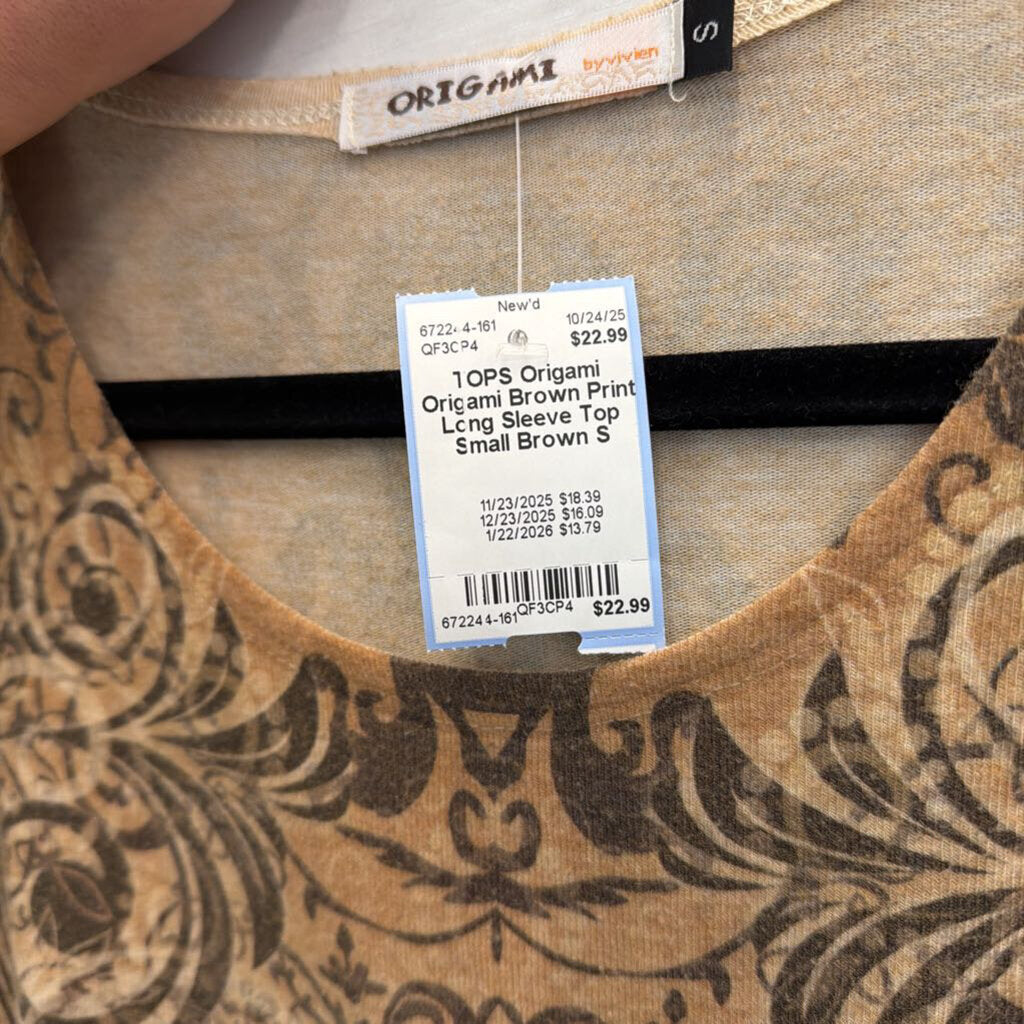 ORIGAMI byvivien
S
New'd
672244-161 10/24/25
QF3CP4 $22.99
TOPS Origami
Origami Brown Print
Long Sleeve Top
Small Brown S
11/23/2025 $18.39
12/23/2025 $16.09
1/22/2026 $13.79
672244-161 QF3CP4 $22.99